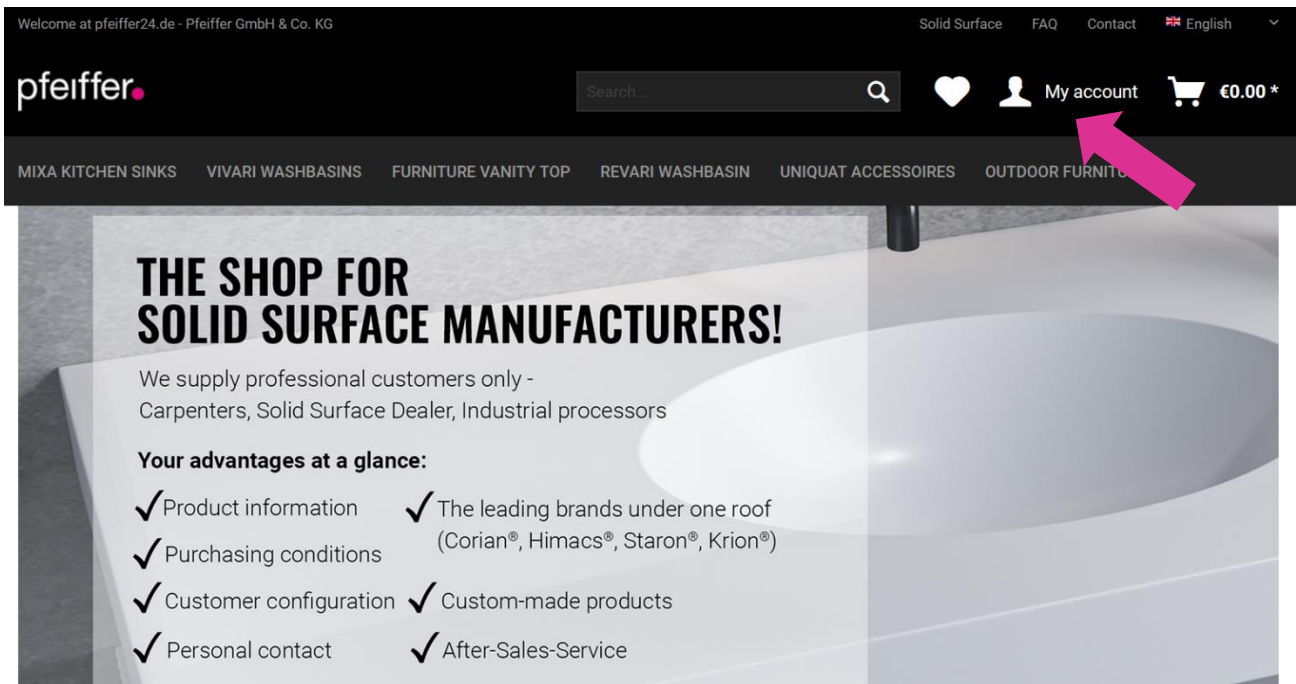 Welcome at pfeiffer24.de - Pfeiffer GmbH & Co. KG
Solid Surface FAQ Contact English
pfeiffer.
Search...
My account €0.00 *
MIXA KITCHEN SINKS VIVARI WASHBASINS FURNITURE VANITY TOP REVARI WASHBASIN UNIQUAT ACCESSOIRES OUTDOOR
THE SHOP FOR
SOLID SURFACE MANUFACTURERS!
We supply professional customers only -
Carpenters, Solid Surface Dealer, Industrial processors
Your advantages at a glance:
Product information
Purchasing conditions
Customer configuration
Personal contact
The leading brands under one roof
(Corian®, Himacs®, Staron®, Krion®)
Custom-made products
After-Sales-Service